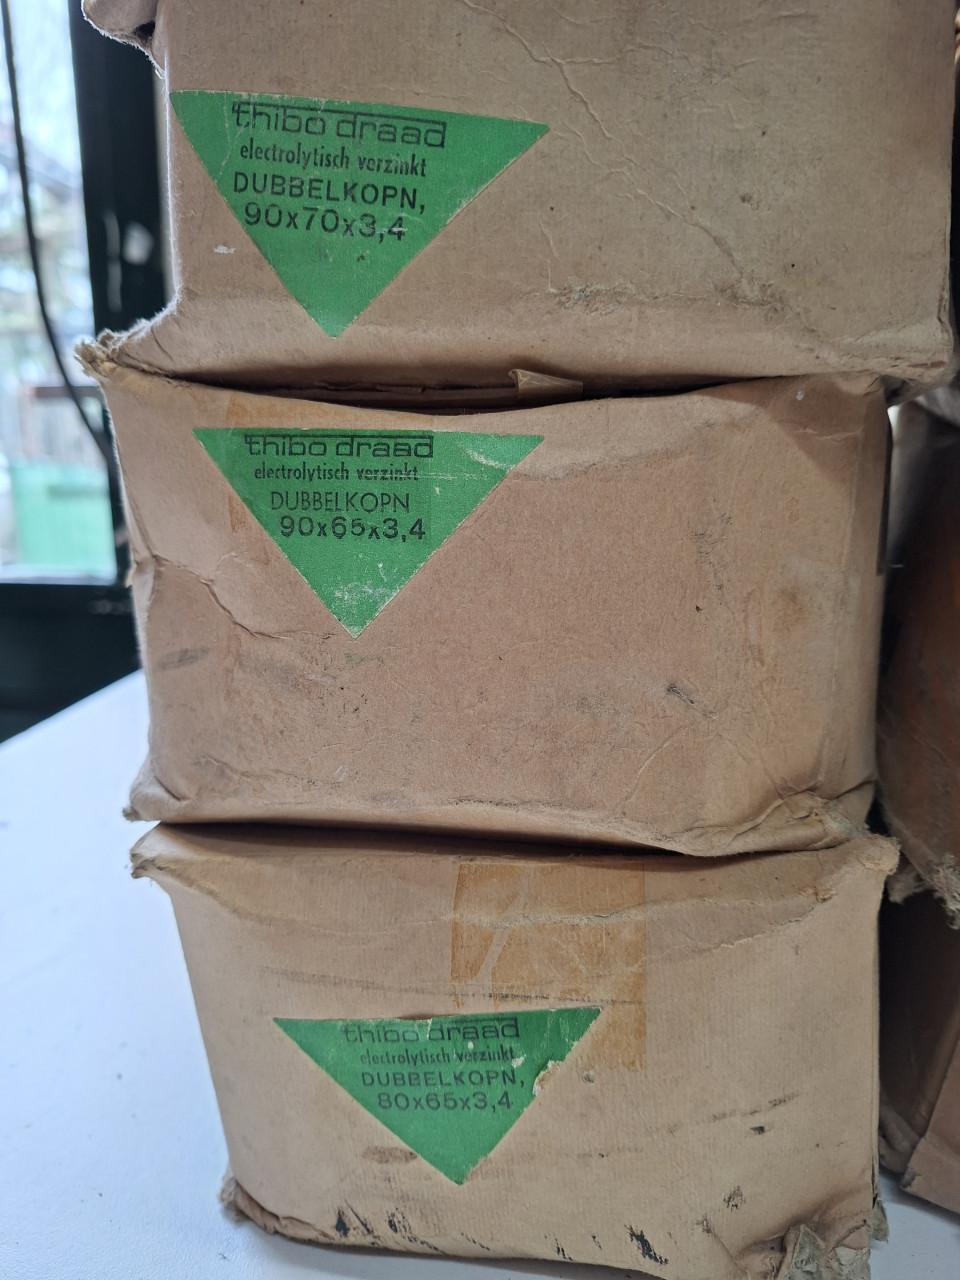 thibo draad
electrolytisch verzinkt
DUBBELKOPN,
90x70x3,4
thibo draad
electrolytisch verzinkt
DUBBELKOPN
90x65x3,4
thibo draad
electrolytisch verzinkt
DUBBELKOPN,
80x65x3,4